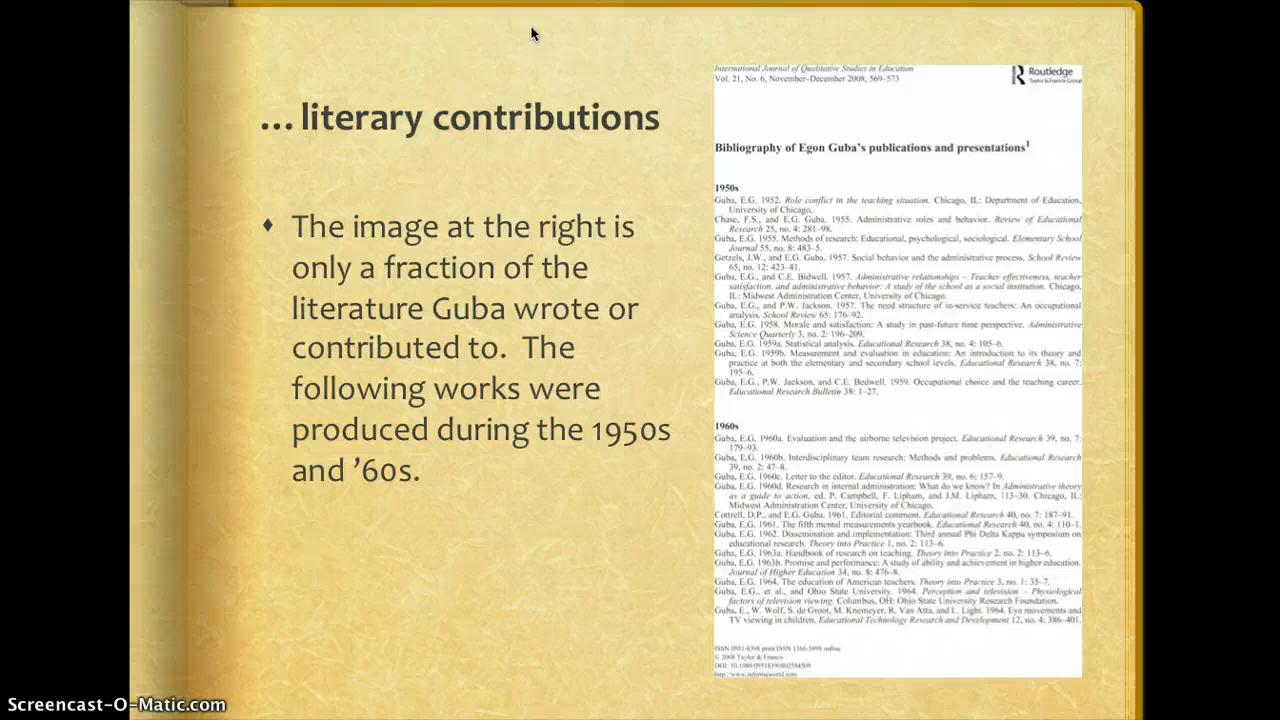 …literary contributions
The image at the right is
only a fraction of the
literature Guba wrote or
contributed to. The
following works were
produced during the 1950s
and ’60s.
International Journal of Qualitative Studies in Education
Vol. 21, No. 6, November–December 2008, 569–573
Routledge
Taylor & Francis Group
Bibliography of Egon Guba's publications and presentations1
1950s
Guba, E.G. 1952. Role conflict in the teaching situation. Chicago, IL: Department of Education,
University of Chicago.
Chase, F.S., and E.G. Guba. 1955. Administrative roles and behavior. Review of Educational
Research 25, no. 4: 281–98.
Guba, E.G. 1955. Methods of research: Educational, psychological, sociological. Elementary School
Journal 55, no. 8: 483–5.
Getzels, J.W., and E.G. Guba. 1957. Social behavior and the administrative process. School Review
65, no. 12: 423–41.
Guba, E.G., and C.E. Bidwell. 1957. Administrative relationships – Teacher effectiveness, teacher
satisfaction, and administrative behavior: A study of the school as a social institution. Chicago,
IL: Midwest Administration Center, University of Chicago.
Guba, E.G., and P.W. Jackson. 1957. The need structure of in-service teachers: An occupational
analysis. School Review 65: 176–92.
Guba, E.G. 1958. Morale and satisfaction: A study in past-future time perspective. Administrative
Science Quarterly 3, no. 2: 196–209.
Guba, E.G. 1959a. Statistical analysis. Educational Research 38, no. 4: 105–6.
Guba, E.G. 1959b. Measurement and evaluation in education: An introduction to its theory and
practice at both the elementary and secondary school levels. Educational Research 38, no. 7:
195–6.
Guba, E.G., P.W. Jackson, and C.E. Bedwell. 1959. Occupational choice and the teaching career.
Educational Research Bulletin 38: 1–27.
1960s
Guba, E.G. 1960a. Evaluation and the airborne television project. Educational Research 39, no. 7:
179–93.
Guba, E.G. 1960b. Interdisciplinary team research: Methods and problems. Educational Research
39, no. 2: 47–8.
Guba, E.G. 1960c. Letter to the editor. Educational Research 39, no. 6: 157–9.
Guba, E.G. 1960d. Research in internal administration: What do we know? In Administrative theory
as a guide to action, ed. P. Campbell, F. Lipham, and J.M. Lipham, 113–30. Chicago, IL:
Midwest Administration Center, University of Chicago.
Cottrell, D.P., and E.G. Guba. 1961. Editorial comment. Educational Research 40, no. 7: 187–91.
Guba, E.G. 1961. The fifth mental measurements yearbook. Educational Research 40, no. 4: 110–1.
Guba, E.G. 1962. Dissemination and implementation: Third annual Phi Delta Kappa symposium on
educational research. Theory into Practice 1, no. 2: 113–6.
Guba, E.G. 1963a. Handbook of research on teaching. Theory into Practice 2, no. 2: 113–6.
Guba, E.G. 1963b. Promise and performance: A study of ability and achievement in higher education.
Journal of Higher Education 34, no. 8: 476–8.
Guba, E.G. 1964. The education of American teachers. Theory into Practice 3, no. 1: 35–7.
Guba, E.G., et al., and Ohio State University. 1964. Perception and television – Physiological
factors of television viewing. Columbus, OH: Ohio State University Research Foundation.
Guba, E., W. Wolf, S. de Groot, M. Knemeyer, R. Van Atta, and L. Light. 1964. Eye movements and
TV viewing in children. Educational Technology Research and Development 12, no. 4: 386–401.
ISSN 0951-8398 print/ISSN 1366-5898 online
© 2008 Taylor & Francis
DOI:
http://www.informaworld.com
Screencast-O-Matic.com